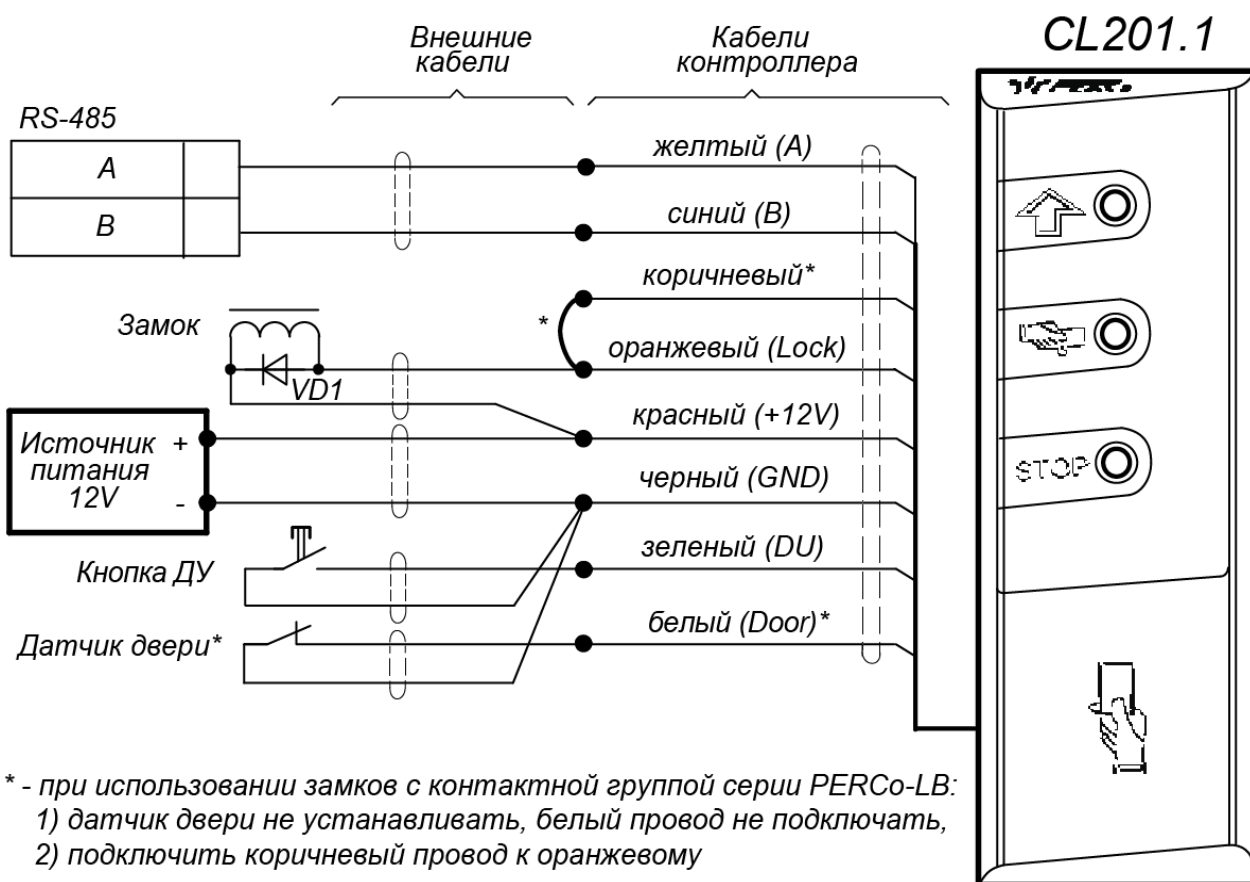 CL201.1
Внешние
кабели
Кабели
контроллера
RS-485
A
B
желтый (A)
синий (B)
коричневый*
*
Замок
оранжевый (Lock)
VD1
красный (+12V)
Источник +
питания
12V -
черный (GND)
зеленый (DU)
Кнопка ДУ
белый (Door)*
Датчик двери*
STOP
* - при использовании замков с контактной группой серии PERCo-LB:
1) датчик двери не устанавливать, белый провод не подключать,
2) подключить коричневый провод к оранжевому